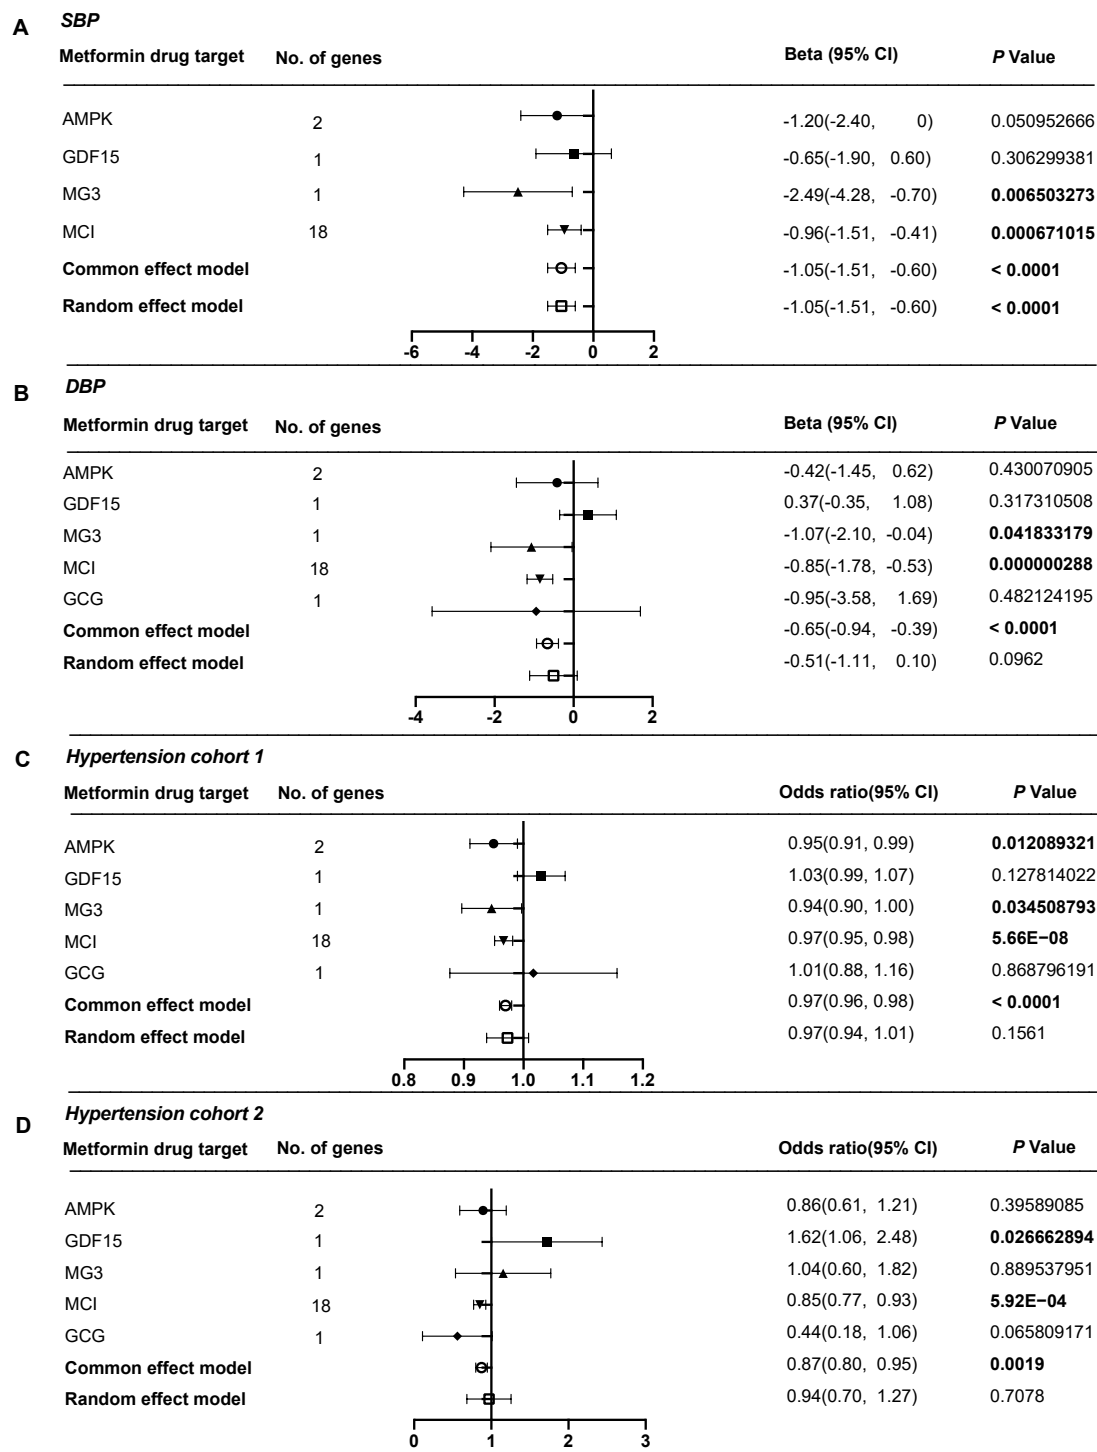 A SBP
Metformin drug target No. of genes Beta (95% CI) P Value
AMPK 2 -1.20(-2.40, 0) 0.050952666
GDF15 1 -0.65(-1.90, 0.60) 0.306299381
MG3 1 -2.49(-4.28, -0.70) 0.006503273
MCI 18 -0.96(-1.51, -0.41) 0.000671015
Common effect model -1.05(-1.51, -0.60) < 0.0001
Random effect model -1.05(-1.51, -0.60) < 0.0001
-6 -4 -2 0 2
B DBP
Metformin drug target No. of genes Beta (95% CI) P Value
AMPK 2 -0.42(-1.45, 0.62) 0.430070905
GDF15 1 0.37(-0.35, 1.08) 0.317310508
MG3 1 -1.07(-2.10, -0.04) 0.041833179
MCI 18 -0.85(-1.78, -0.53) 0.000000288
GCG 1 -0.95(-3.58, 1.69) 0.482124195
Common effect model -0.65(-0.94, -0.39) < 0.0001
Random effect model -0.51(-1.11, 0.10) 0.0962
-4 -2 0 2
C Hypertension cohort 1
Metformin drug target No. of genes Odds ratio(95% CI) P Value
AMPK 2 0.95(0.91, 0.99) 0.012089321
GDF15 1 1.03(0.99, 1.07) 0.127814022
MG3 1 0.94(0.90, 1.00) 0.034508793
MCI 18 0.97(0.95, 0.98) 5.66E−08
GCG 1 1.01(0.88, 1.16) 0.868796191
Common effect model 0.97(0.96, 0.98) < 0.0001
Random effect model 0.97(0.94, 1.01) 0.1561
0.8 0.9 1.0 1.1 1.2
D Hypertension cohort 2
Metformin drug target No. of genes Odds ratio(95% CI) P Value
AMPK 2 0.86(0.61, 1.21) 0.39589085
GDF15 1 1.62(1.06, 2.48) 0.026662894
MG3 1 1.04(0.60, 1.82) 0.889537951
MCI 18 0.85(0.77, 0.93) 5.92E−04
GCG 1 0.44(0.18, 1.06) 0.065809171
Common effect model 0.87(0.80, 0.95) 0.0019
Random effect model 0.94(0.70, 1.27) 0.7078
0 1 2 3